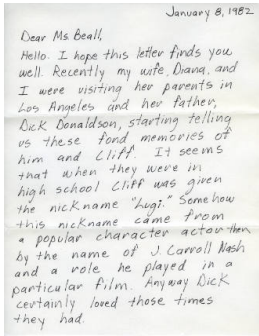 January 8, 1982
Dear Ms. Beall,
Hello. I hope this letter finds you
well. Recently my wife, Diana, and
I were visiting her parents in
Los Angeles and her father,
Dick Donaldson, starting telling
us these fond memories of
him and Cliff. It seems
that when they were in
high school Cliff was given
the nickname "Lugi." Somehow
this nickname came from
a popular character actor then
by the name of J. Carroll Nash
and a role he played in a
particular film. Anyway Dick
certainly loved those times
they had.